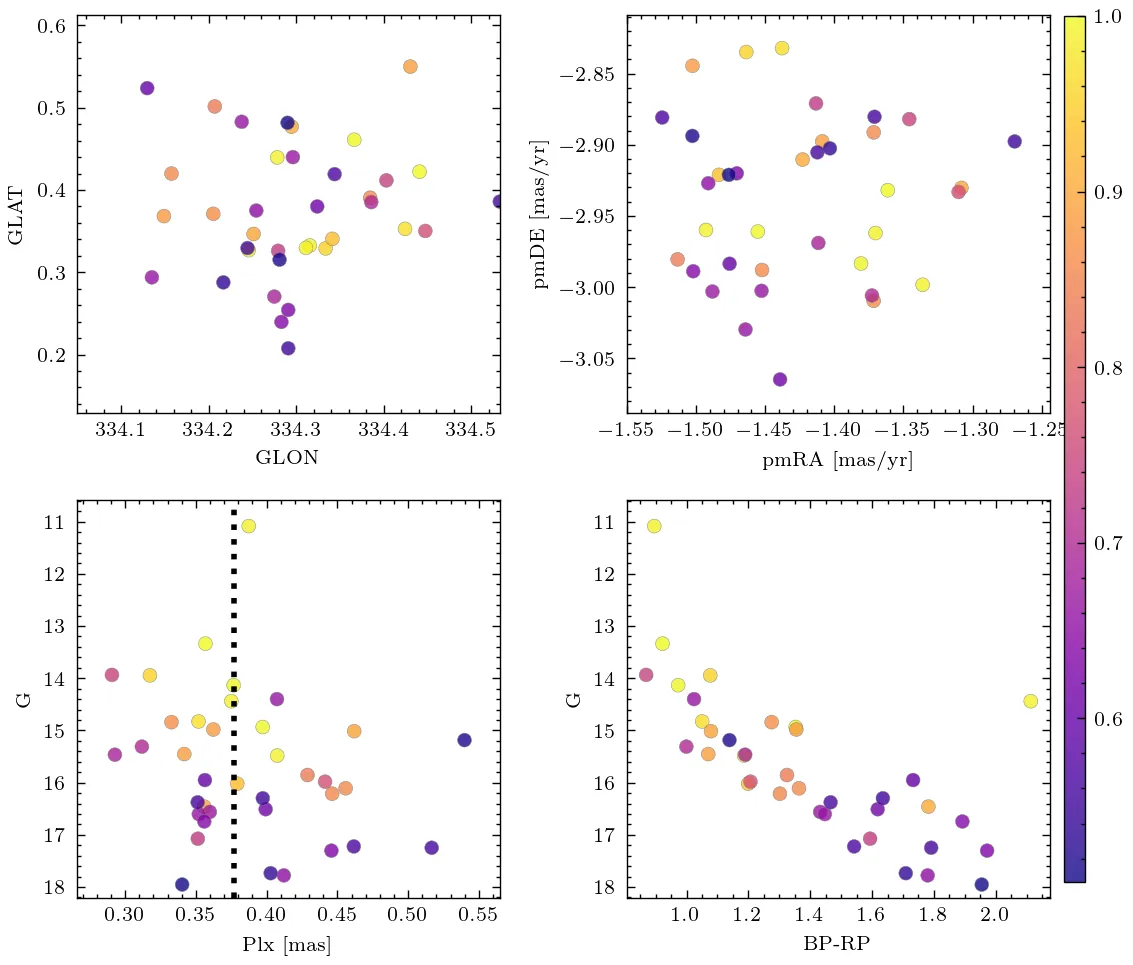 0.6
0.5
0.4
0.3
0.2
GLAT
334.1 334.2 334.3 334.4 334.5
GLON
−2.85
−2.90
−2.95
−3.00
−3.05
pmDE [mas/yr]
−1.55 −1.50 −1.45 −1.40 −1.35 −1.30 −1.25
pmRA [mas/yr]
1.0
0.9
0.8
0.7
0.6
11
12
13
14
15
16
17
18
G
0.30 0.35 0.40 0.45 0.50 0.55
Plx [mas]
11
12
13
14
15
16
17
18
G
1.0 1.2 1.4 1.6 1.8 2.0
BP-RP